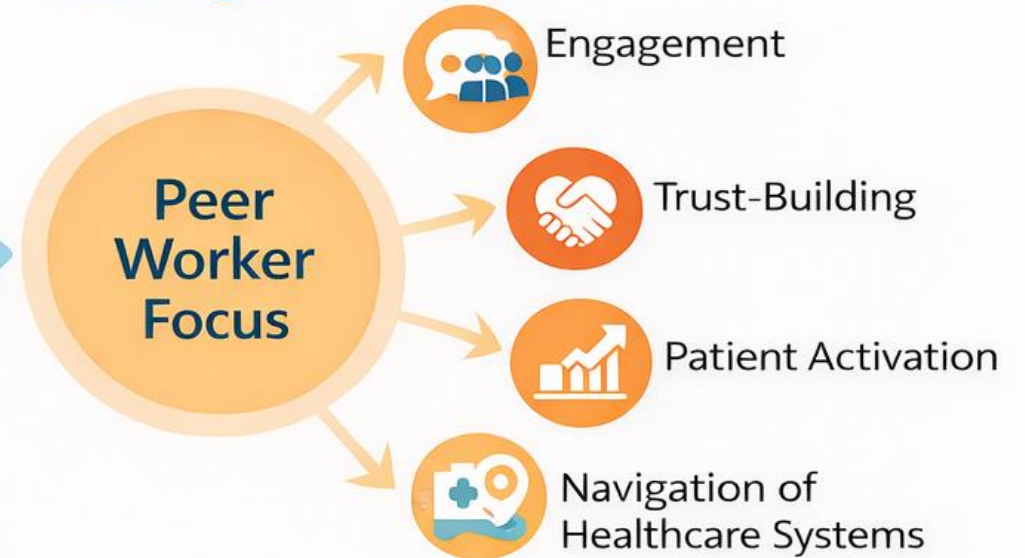 Peer
Worker
Focus
Engagement
Trust-Building
Patient Activation
Navigation of
Healthcare Systems